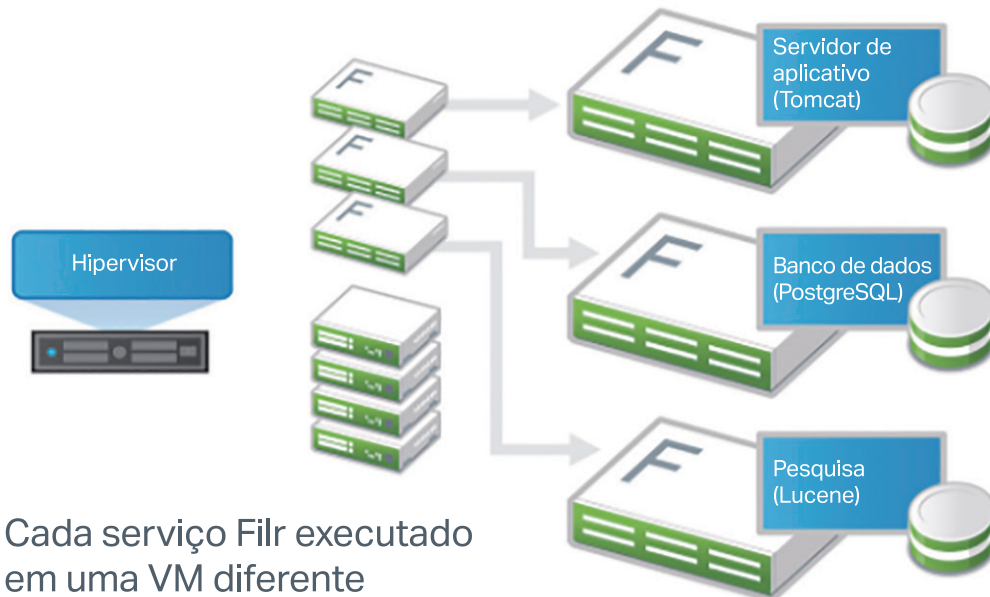 Servidor de
aplicativo
(Tomcat)
F
F
F
F
Hipervisor
Banco de dados
(PostgreSQL)
F
Pesquisa
(Lucene)
F
Cada serviço Filr executado
em uma VM diferente